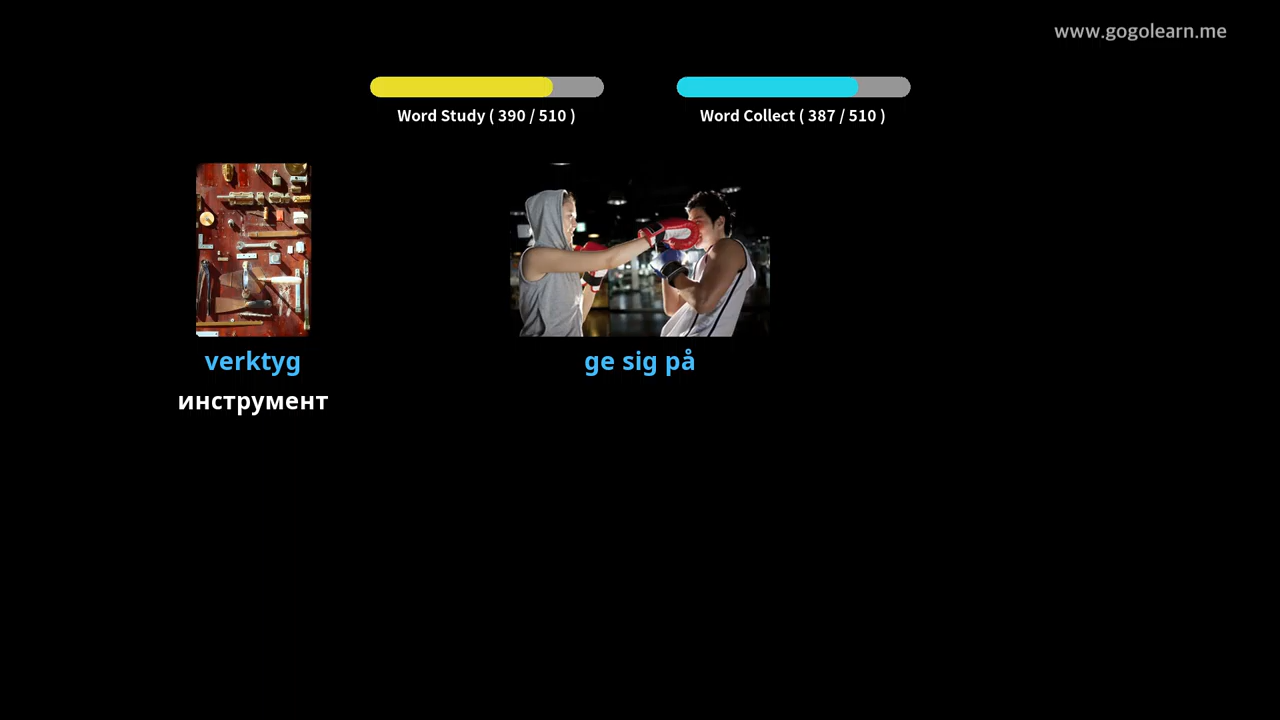 www.gogolearn.me
Word Study ( 390 / 510 )
Word Collect ( 387 / 510 )
verktyg
ge sig på
инструмент